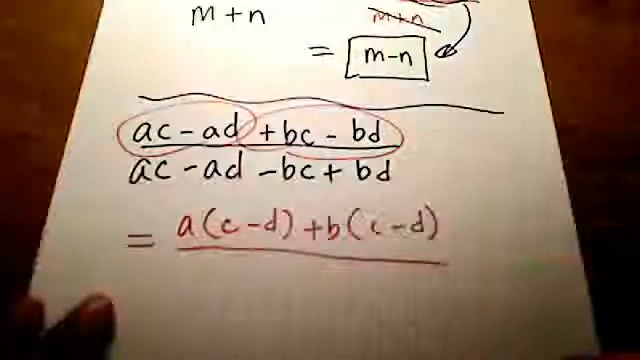 m+n m+n
= m-n
ac - ad + bc - bd
ac - ad - bc + bd
= a(c-d) + b(c-d)